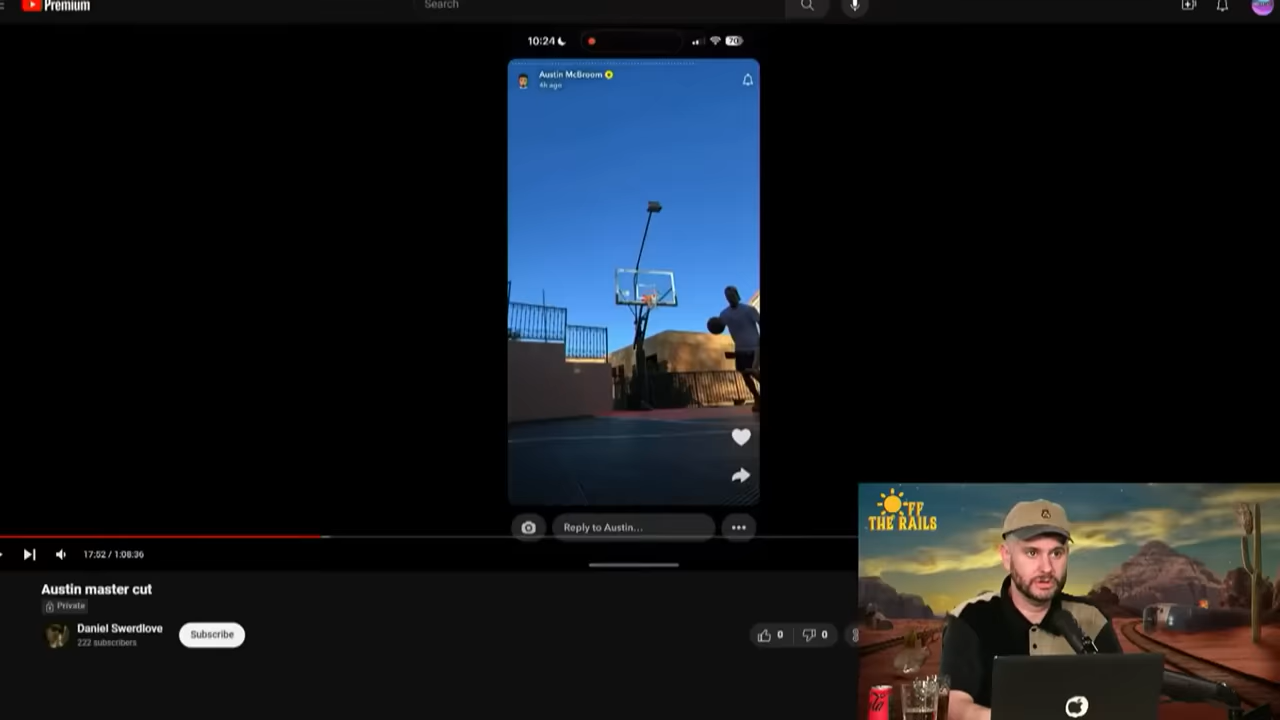 Premium
Search
10:24
70
Austin McBroom
4h ago
Reply to Austin...
17:52 / 1:08:36
Austin master cut
Private
Daniel Swerdlove
222 subscribers
Subscribe
0
0
OFF
THE RAILS